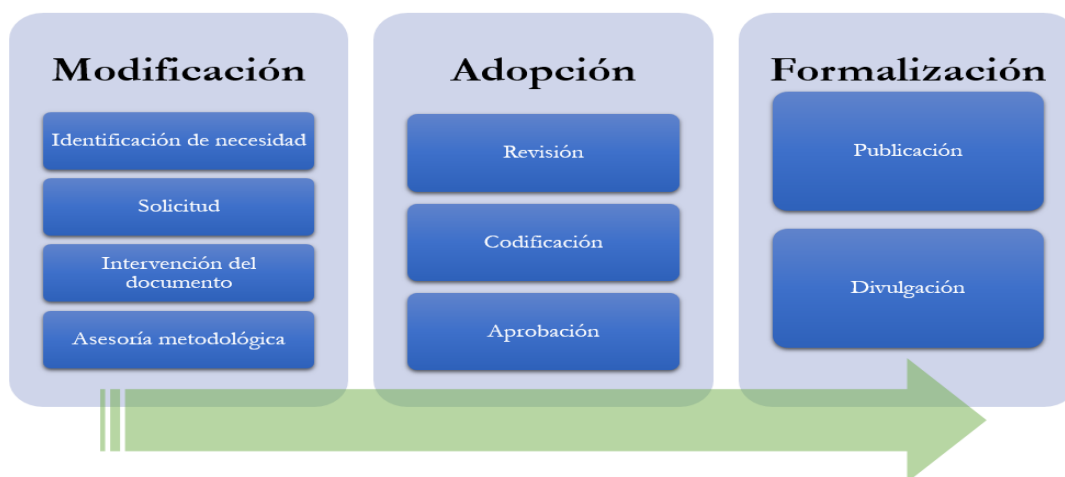 Modificación
Identificación de necesidad
Solicitud
Intervención del
documento
Asesoría metodológica
Adopción
Revisión
Codificación
Aprobación
Formalización
Publicación
Divulgación